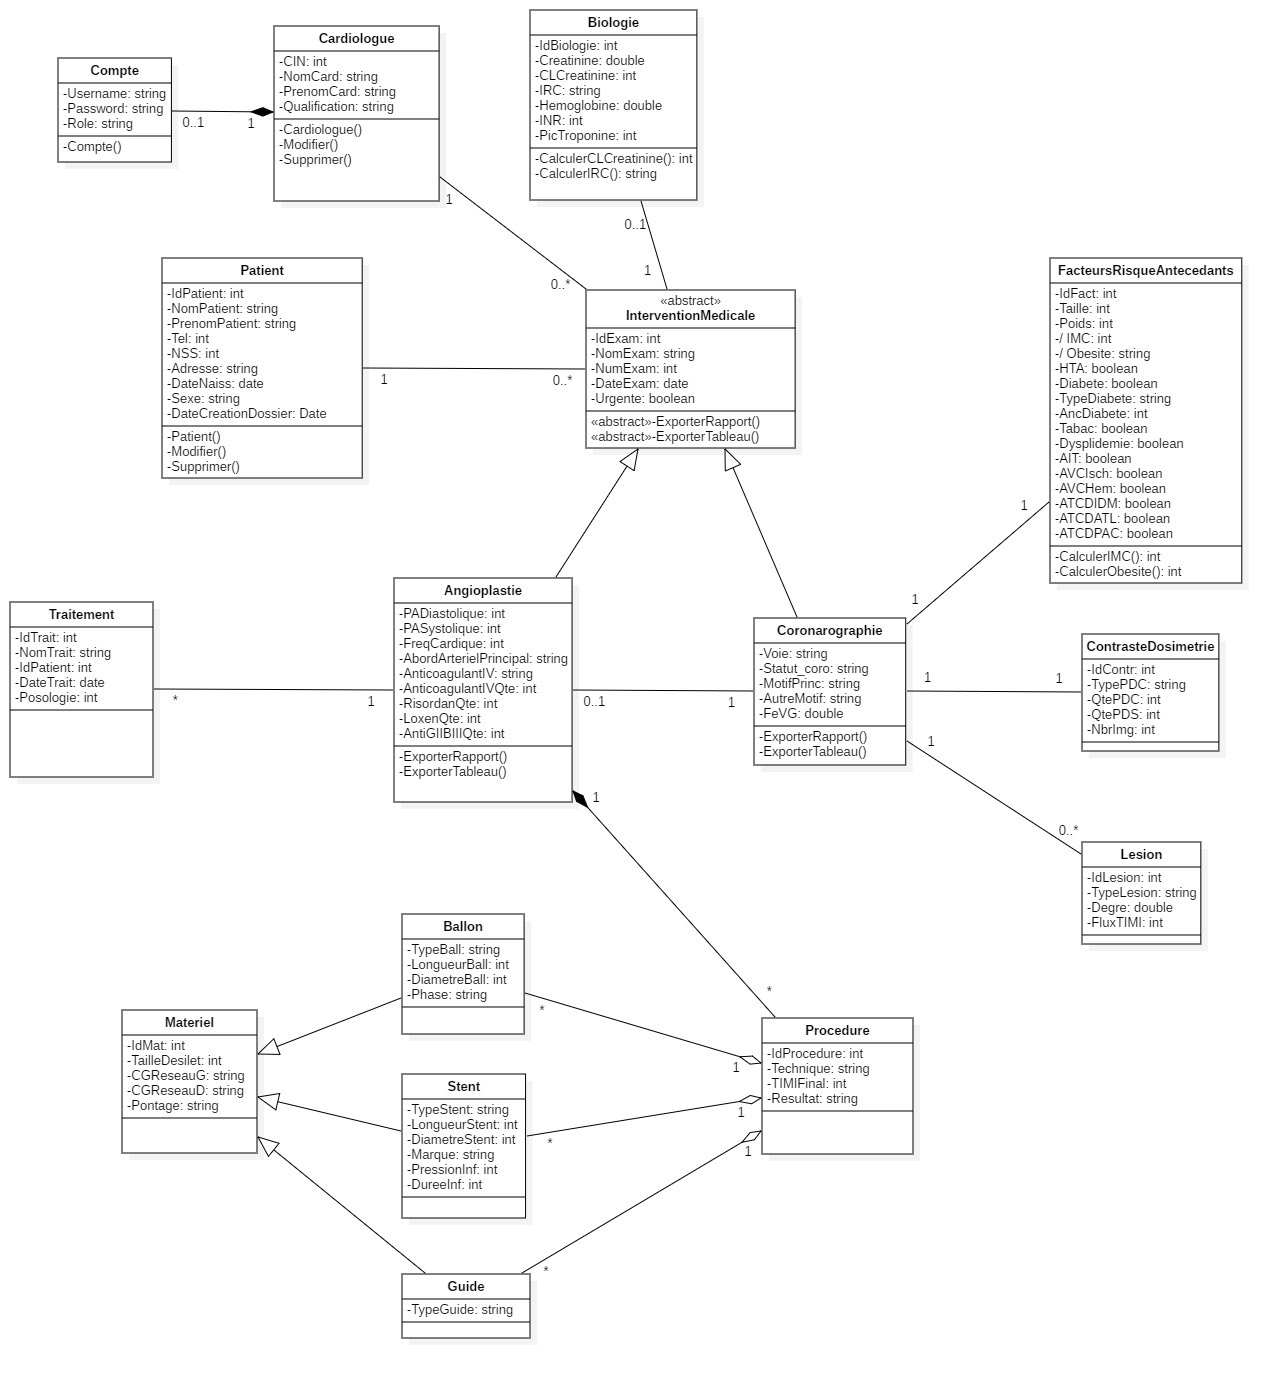 Compte
-Username: string
-Password: string
-Role: string
-Compte()
0..1
1
Cardiologue
-CIN: int
-NomCard: string
-PrenomCard: string
-Qualification: string
-Cardiologue()
-Modifier()
-Supprimer()
1
0..*
Biologie
-IdBiologie: int
-Creatinine: double
-CLCreatinine: int
-IRC: string
-Hemoglobine: double
-INR: int
-PicTroponine: int
-CalculerCLCreatinine(): int
-CalculerIRC(): string
0..1
1
Patient
-IdPatient: int
-NomPatient: string
-PrenomPatient: string
-Tel: int
-NSS: int
-Adresse: string
-DateNaiss: date
-Sexe: string
-DateCreationDossier: Date
-Patient()
-Modifier()
-Supprimer()
1
0..*
«abstract»
InterventionMedicale
-IdExam: int
-NomExam: string
-NumExam: int
-DateExam: date
-Urgente: boolean
«abstract»-ExporterRapport()
«abstract»-ExporterTableau()
FacteursRisqueAntecedants
-IdFact: int
-Taille: int
-Poids: int
-/ IMC: int
-/ Obesite: string
-HTA: boolean
-Diabete: boolean
-TypeDiabete: string
-AncDiabete: int
-Tabac: boolean
-Dysplidemie: boolean
-AIT: boolean
-AVCIsch: boolean
-AVCHem: boolean
-ATCDIDM: boolean
-ATCDATL: boolean
-ATCDPAC: boolean
-CalculerIMC(): int
-CalculerObesite(): int
1
1
Traitement
-IdTrait: int
-NomTrait: string
-IdPatient: int
-DateTrait: date
-Posologie: int
*
1
Angioplastie
-PADiastolique: int
-PASystolique: int
-FreqCardique: int
-AbordArterielPrincipal: string
-AnticoagulantIV: string
-AnticoagulantIVQte: int
-RisordanQte: int
-LoxenQte: int
-AntiGIIBIIIQte: int
-ExporterRapport()
-ExporterTableau()
0..1
1
Coronarographie
-Voie: string
-Statut_coro: string
-MotifPrinc: string
-AutreMotif: string
-FeVG: double
-ExporterRapport()
-ExporterTableau()
1
1
ContrasteDosimetrie
-IdContr: int
-TypePDC: string
-QtePDC: int
-QtePDS: int
-NbrImg: int
1
0..*
Lesion
-IdLesion: int
-TypeLesion: string
-Degre: double
-FluxTIMI: int
1
*
Ballon
-TypeBall: string
-LongueurBall: int
-DiametreBall: int
-Phase: string
*
1
Materiel
-IdMat: int
-TailleDesilet: int
-CGReseauG: string
-CGReseauD: string
-Pontage: string
Procedure
-IdProcedure: int
-Technique: string
-TIMIFinal: int
-Resultat: string
Stent
-TypeStent: string
-LongueurStent: int
-DiametreStent: int
-Marque: string
-PressionInf: int
-DureeInf: int
*
1
1
*
Guide
-TypeGuide: string